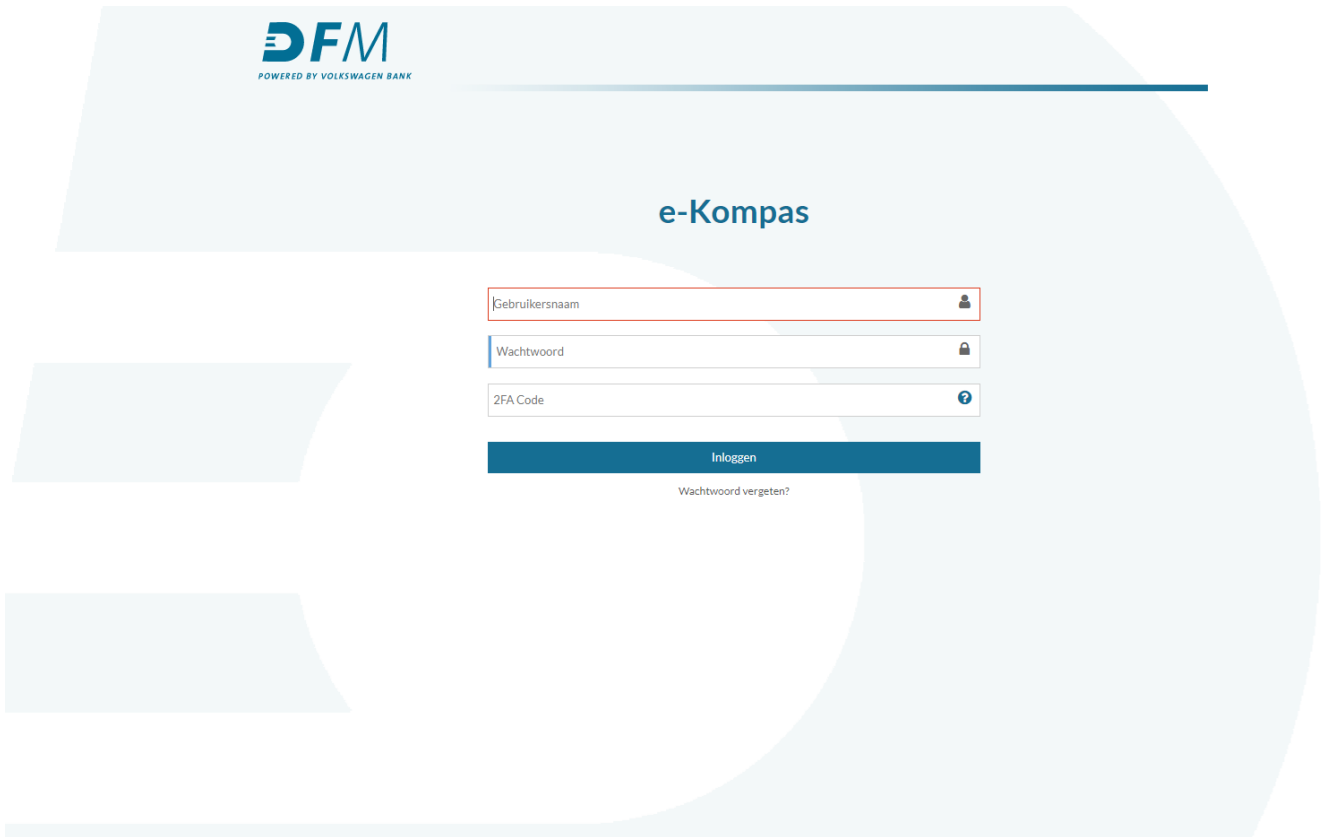 DFM
POWERED BY VOLKSWAGEN BANK
e-Kompas
Gebruikersnaam
Wachtwoord
2FA Code
Inloggen
Wachtwoord vergeten?